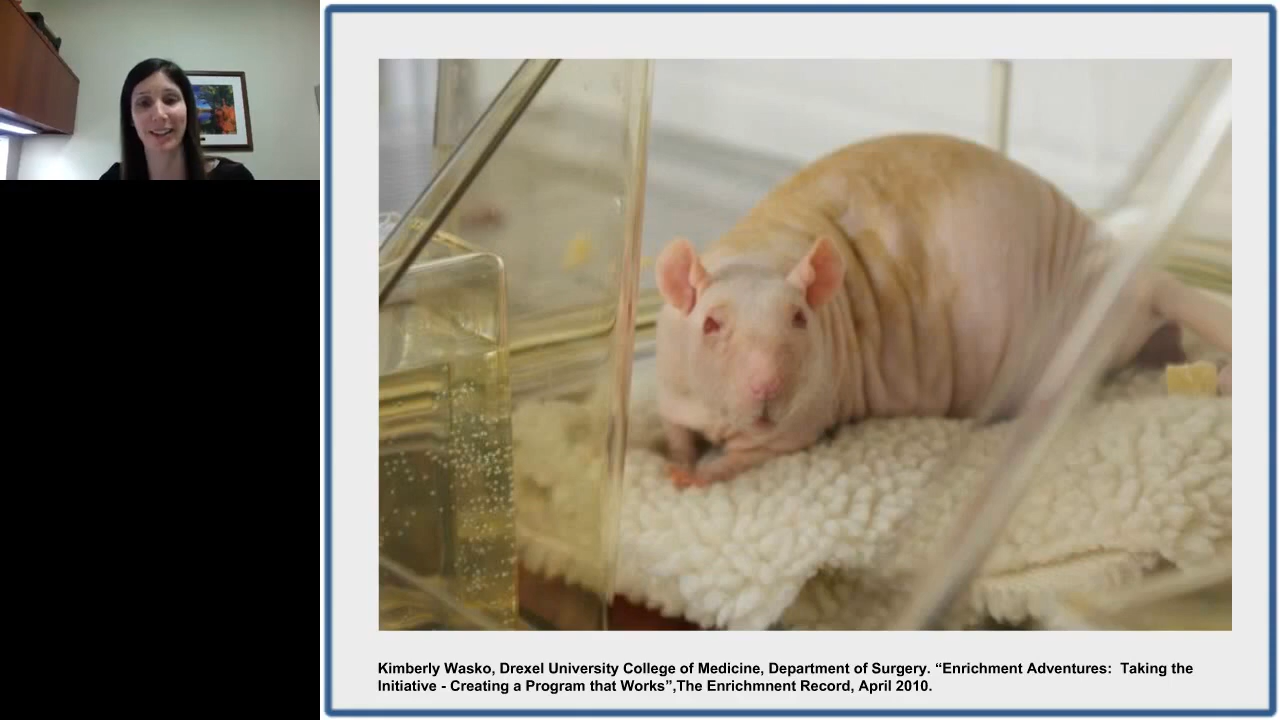 Kimberly Wasko, Drexel University College of Medicine, Department of Surgery. “Enrichment Adventures:  Taking the
Initiative - Creating a Program that Works”,The Enrichmnent Record, April 2010.